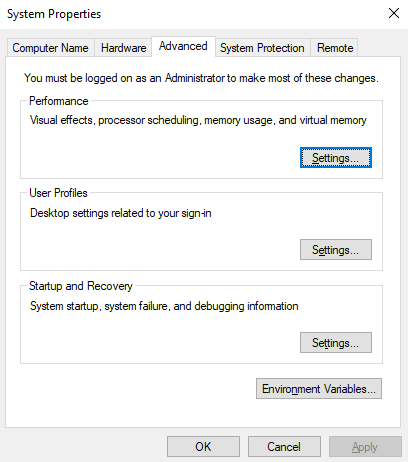 System Properties
Computer Name Hardware Advanced System Protection Remote
You must be logged on as an Administrator to make most of these changes.
Performance
Visual effects, processor scheduling, memory usage, and virtual memory
Settings...
User Profiles
Desktop settings related to your sign-in
Settings...
Startup and Recovery
System startup, system failure, and debugging information
Settings...
Environment Variables...
OK Cancel Apply